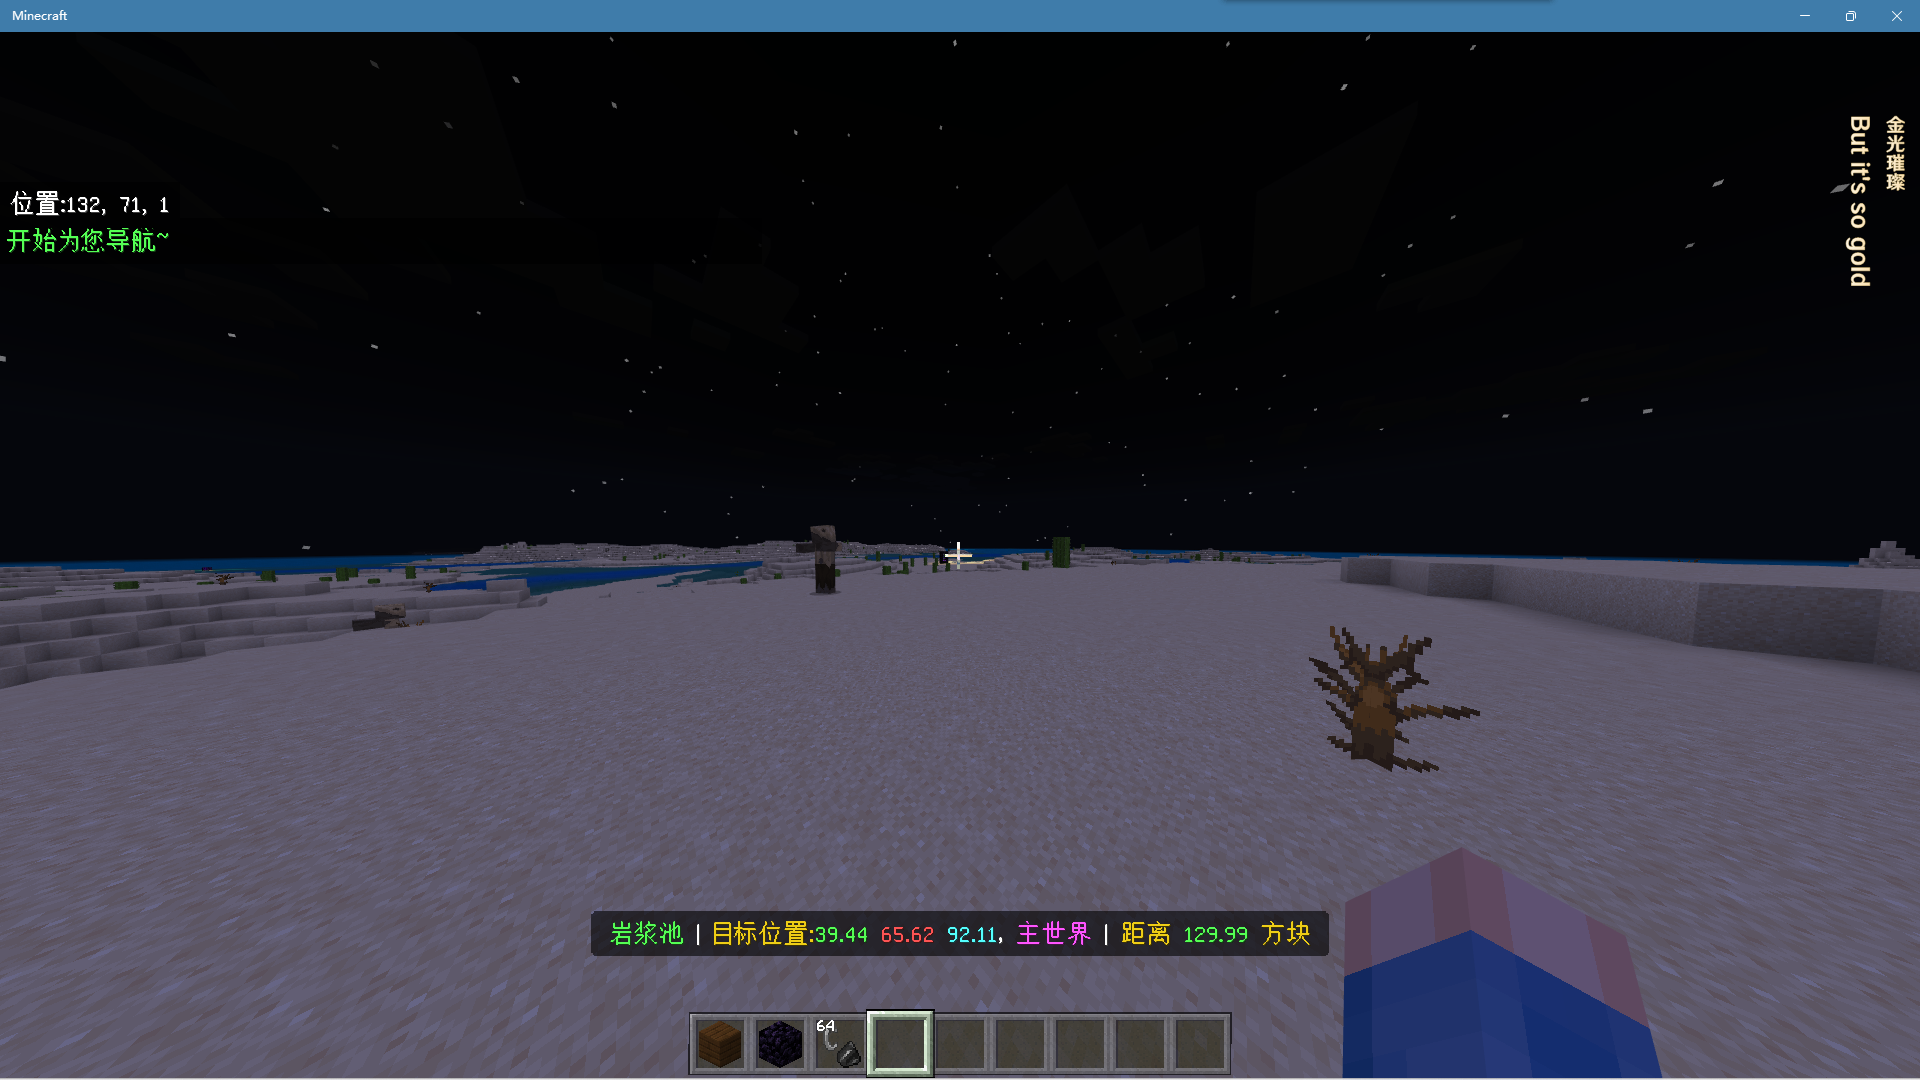 Minecraft
金光璀璨
But it's so gold
位置:132, 71, 1
开始为您导航~
岩浆池 | 目标位置:39.44 65.62 92.11, 主世界 | 距离 129.99 方块
64